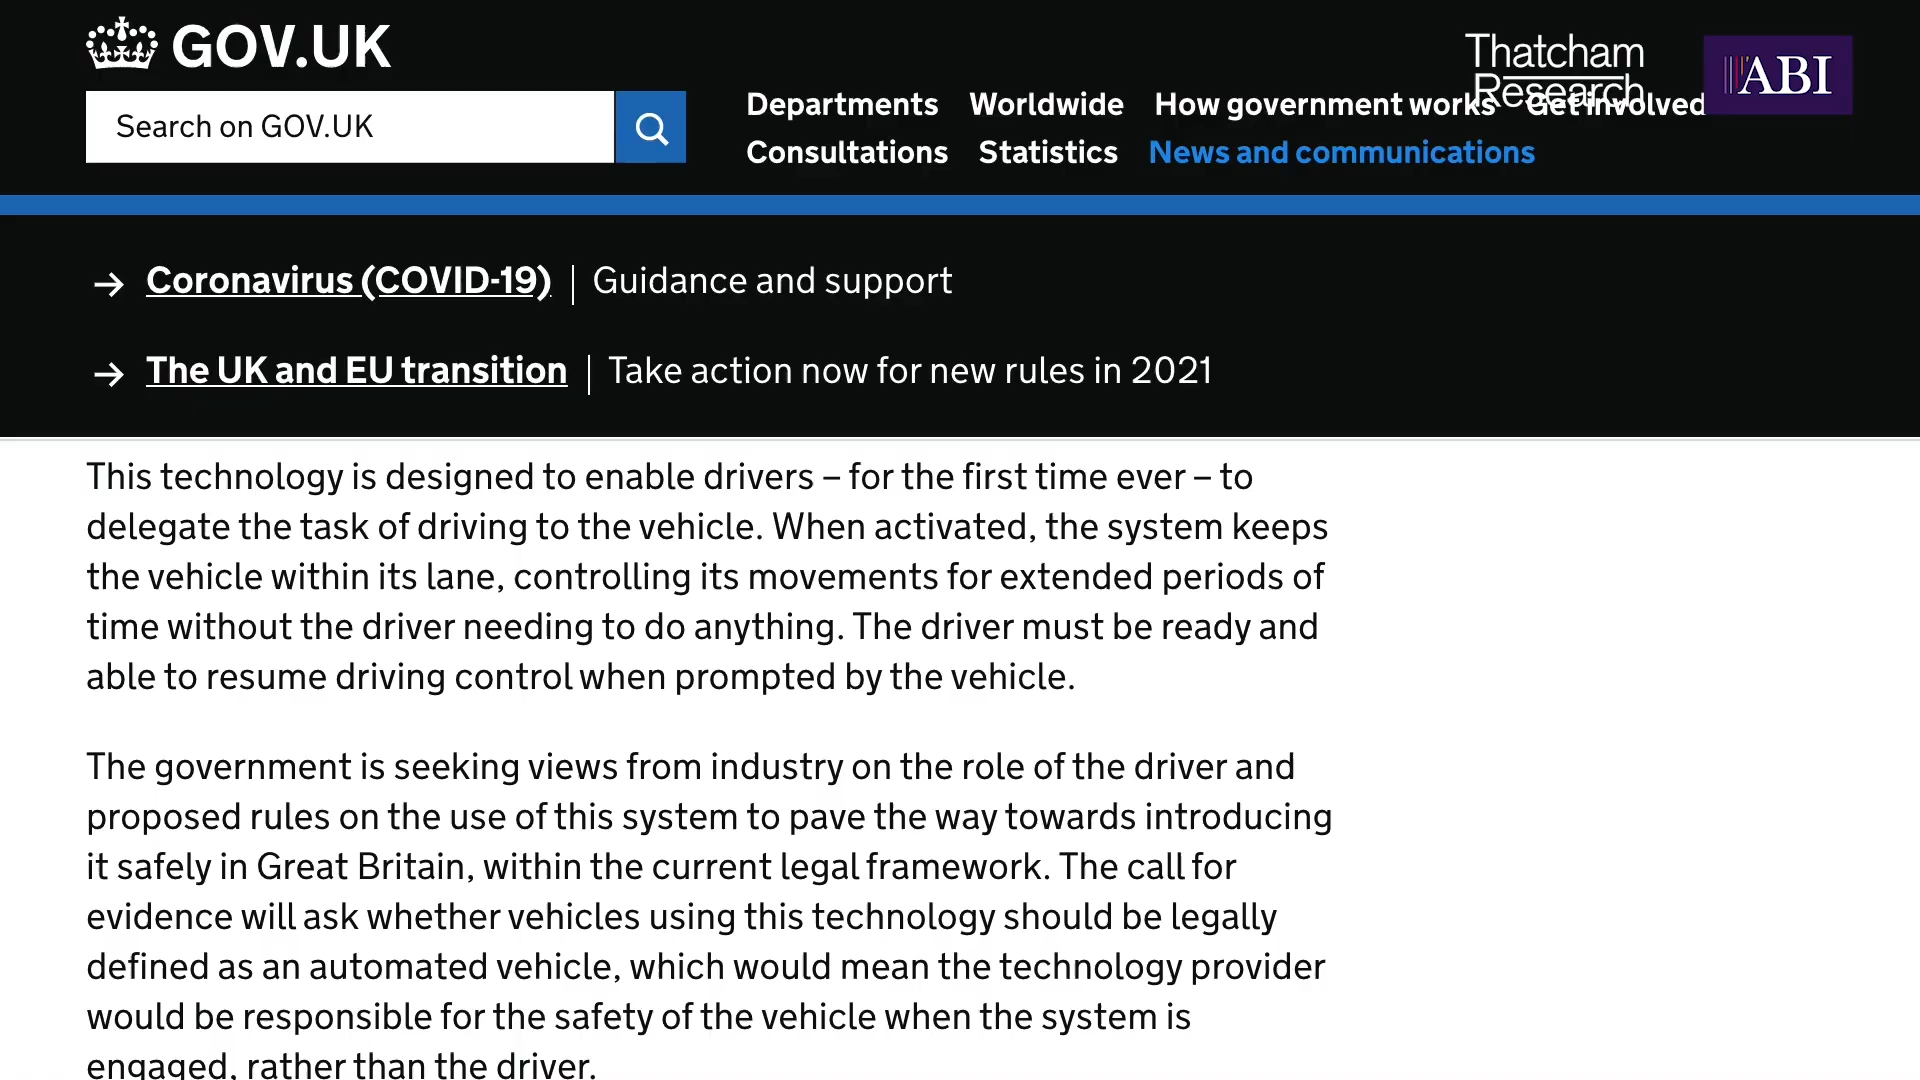 GOV.UK
Thatcham
Research
ABI
Search on GOV.UK
Departments Worldwide How government works Get involved
Consultations Statistics News and communications
→ Coronavirus (COVID-19) | Guidance and support
→ The UK and EU transition | Take action now for new rules in 2021
This technology is designed to enable drivers – for the first time ever – to
delegate the task of driving to the vehicle. When activated, the system keeps
the vehicle within its lane, controlling its movements for extended periods of
time without the driver needing to do anything. The driver must be ready and
able to resume driving control when prompted by the vehicle.
The government is seeking views from industry on the role of the driver and
proposed rules on the use of this system to pave the way towards introducing
it safely in Great Britain, within the current legal framework. The call for
evidence will ask whether vehicles using this technology should be legally
defined as an automated vehicle, which would mean the technology provider
would be responsible for the safety of the vehicle when the system is
engaged, rather than the driver.